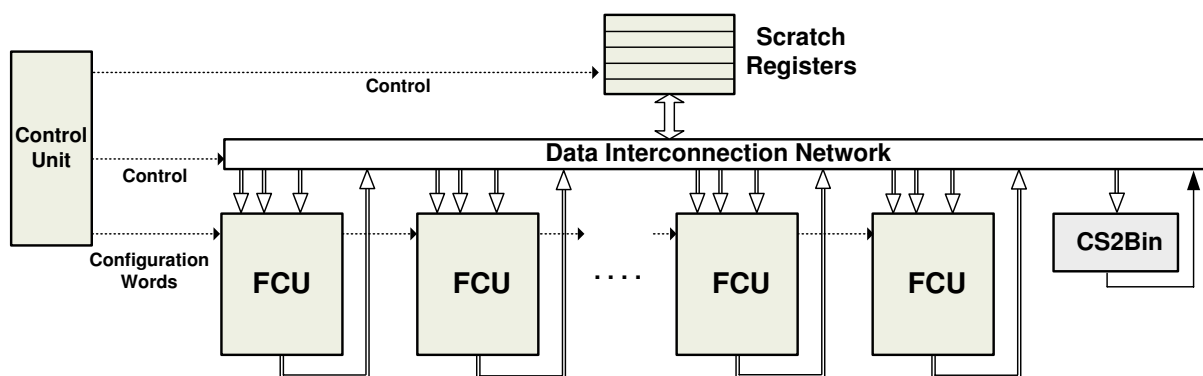 Scratch
Registers
Control
Control
Unit
Data Interconnection Network
Control
Configuration
Words
FCU
FCU
. . . .
FCU
FCU
CS2Bin